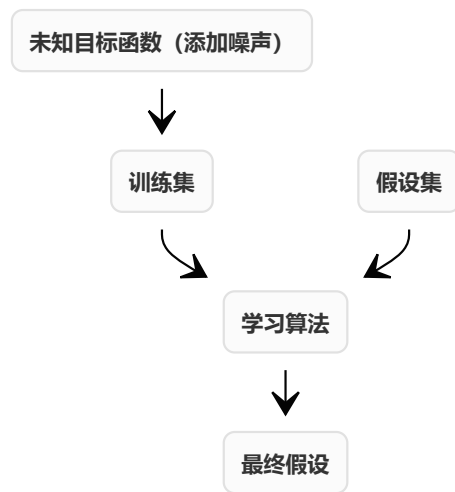 未知目标函数（添加噪声）
训练集
假设集
学习算法
最终假设